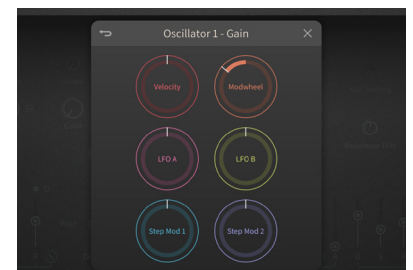 Oscillator 1 - Gain
Velocity
Modwheel
LFO A
LFO B
Step Mod 1
Step Mod 2